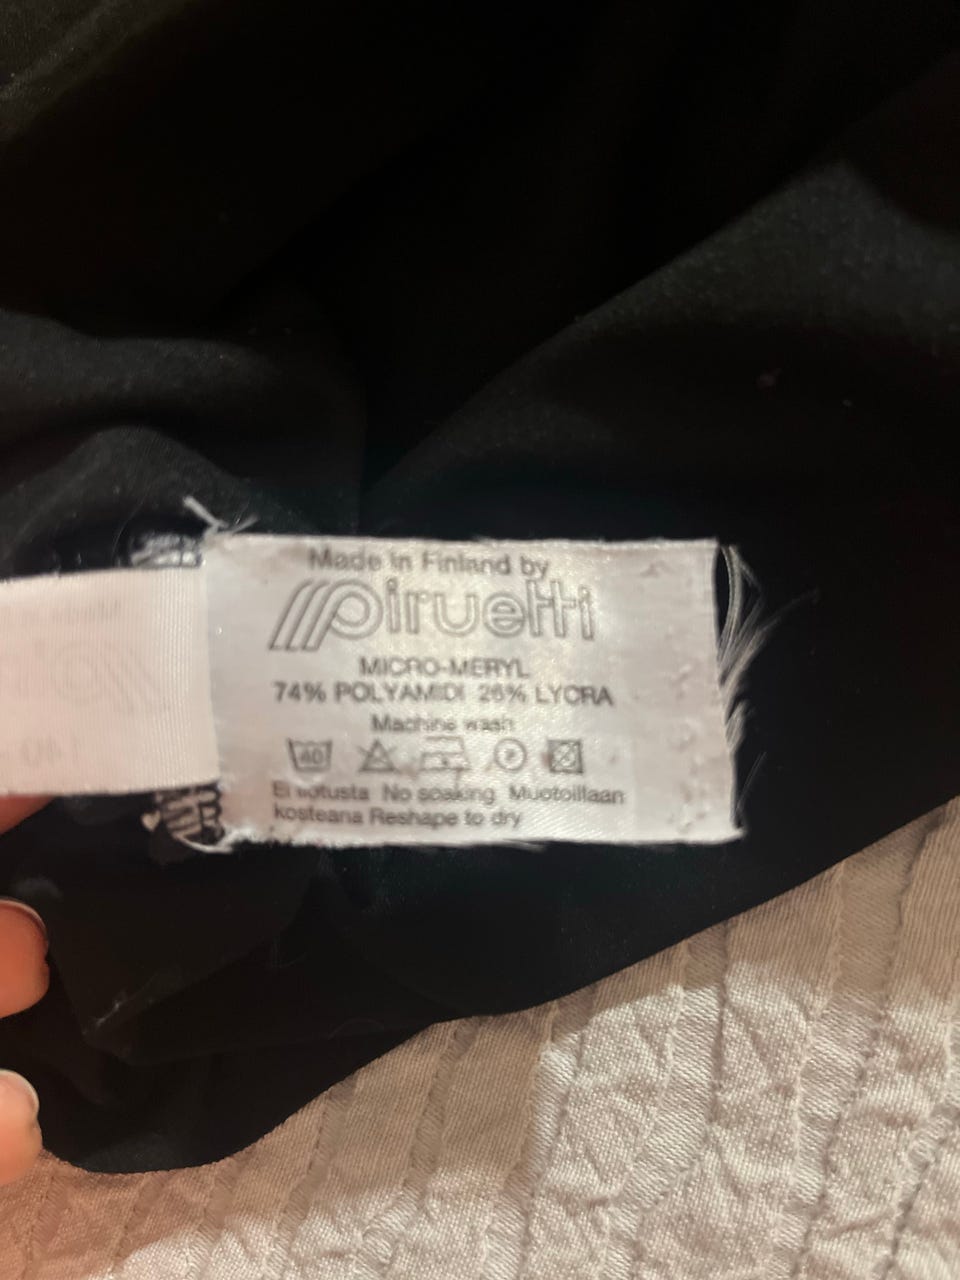 Made in Finland by
piruetti
MICRO-MERYL
74% POLYAMIDI 26% LYCRA
Machine wash
40 P
Ei liotusta No soaking Muotoillaan
kosteana Reshape to dry